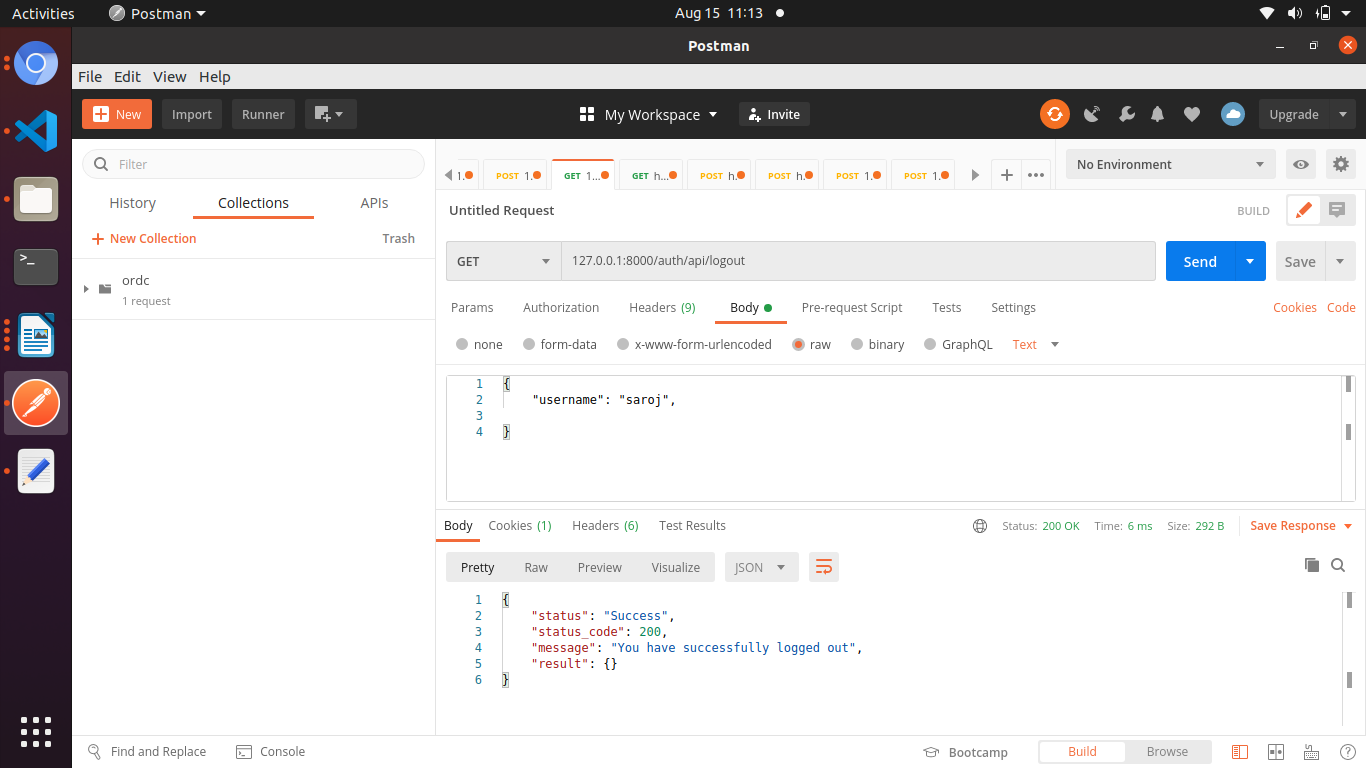 Activities Postman Aug 15 11:13
Postman
File Edit View Help
New Import Runner My Workspace Invite Upgrade
Filter
History Collections APIs
+ New Collection Trash
ordc
1 request
1. POST 1. GET 1... GET h... POST h. POST h. POST 1. POST 1. No Environment
Untitled Request BUILD
GET 127.0.0.1:8000/auth/api/logout Send Save
Params Authorization Headers (9) Body Pre-request Script Tests Settings Cookies Code
none form-data x-www-form-urlencoded raw binary GraphQL Text
1 {
2 "username": "saroj",
3
4 }
Body Cookies (1) Headers (6) Test Results Status: 200 OK Time: 6 ms Size: 292 B Save Response
Pretty Raw Preview Visualize JSON
1 {
2 "status": "Success",
3 "status_code": 200,
4 "message": "You have successfully logged out",
5 "result": {}
6 }
Find and Replace Console Bootcamp Build Browse